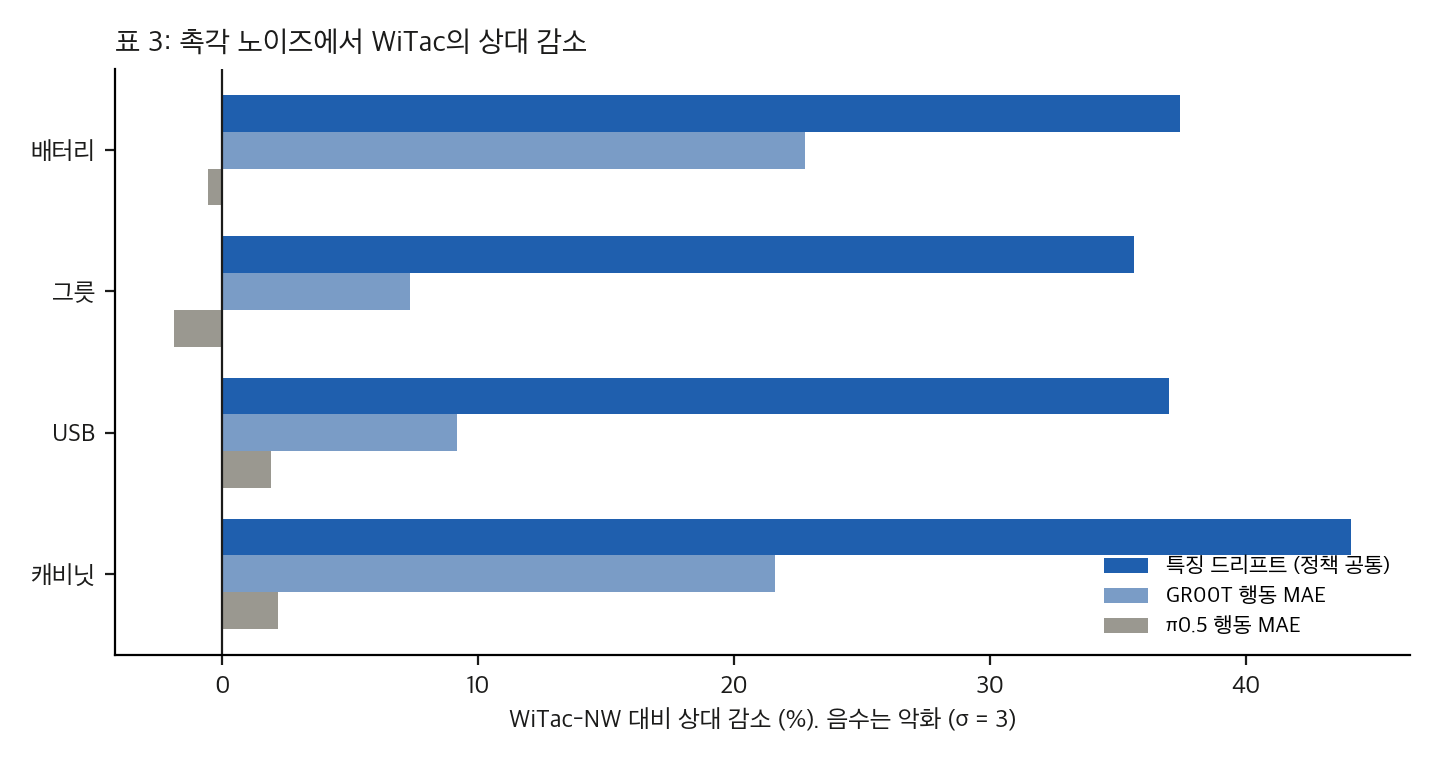 표 3: 촉각 노이즈에서 WiTac의 상대 감소
배터리
그릇
USB
캐비닛
특징 드리프트 (정책 공통)
GR00T 행동 MAE
π0.5 행동 MAE
0 10 20 30 40
WiTac-NW 대비 상대 감소 (%). 음수는 악화 (σ = 3)